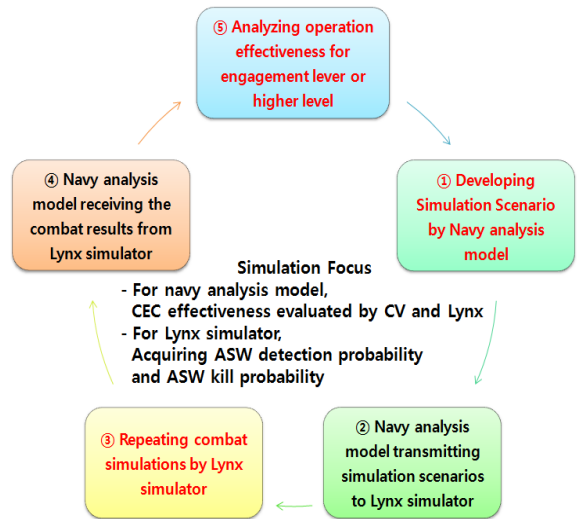 ⑤ Analyzing operation
effectiveness for
engagement lever or
higher level
④ Navy analysis
model receiving the
combat results from
Lynx simulator
① Developing
Simulation Scenario
by Navy analysis
model
Simulation Focus
- For navy analysis model,
CEC effectiveness evaluated by CV and Lynx
- For Lynx simulator,
Acquiring ASW detection probability
and ASW kill probability
③ Repeating combat
simulations by Lynx
simulator
② Navy analysis
model transmitting
simulation scenarios
to Lynx simulator